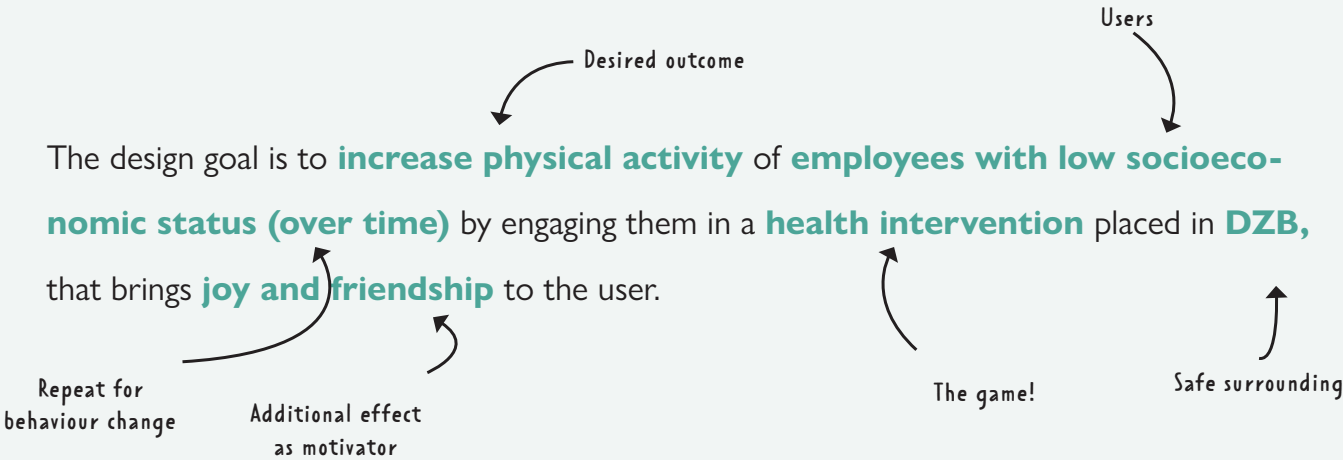 Users
Desired outcome
The design goal is to increase physical activity of employees with low socioeco-
nomic status (over time) by engaging them in a health intervention placed in DZB,
that brings joy and friendship to the user.
Repeat for
behaviour change
Additional effect
as motivator
The game!
Safe surrounding